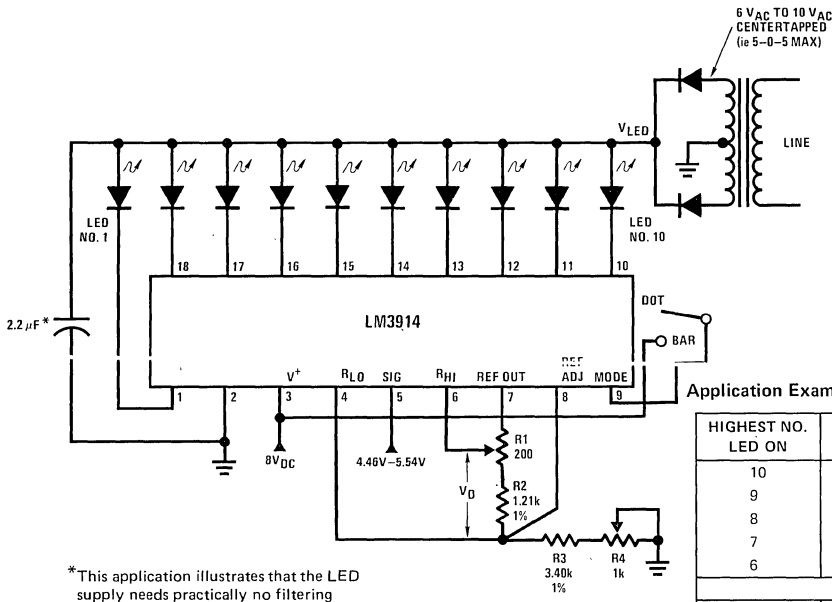 6 VAC TO 10 VAC
CENTERTAPPED
(ie 5–0–5 MAX)
VLED
LINE
LED
NO. 1
LED
NO. 10
18 17 16 15 14 13 12 11 10
2.2 μF*
LM3914
DOT
BAR
V+ RLO SIG RHI REF OUT REF ADJ MODE
1 2 3 4 5 6 7 8 9
8VDC
4.46V–5.54V
R1
200
VD
R2
1.21k
1%
R3
3.40k
1%
R4
1k
*This application illustrates that the LED
supply needs practically no filtering
Application Exam
HIGHEST NO.
LED ON
10
9
8
7
6